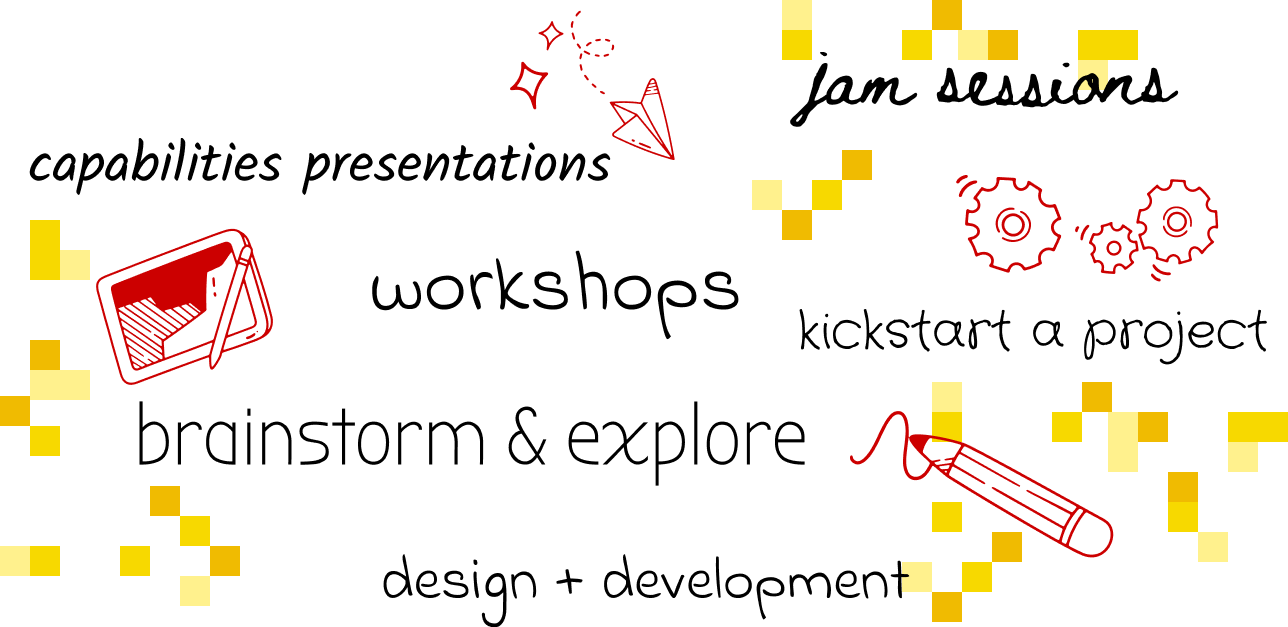 jam sessions
capabilities presentations
workshops
kickstart a project
brainstorm & explore
design + development